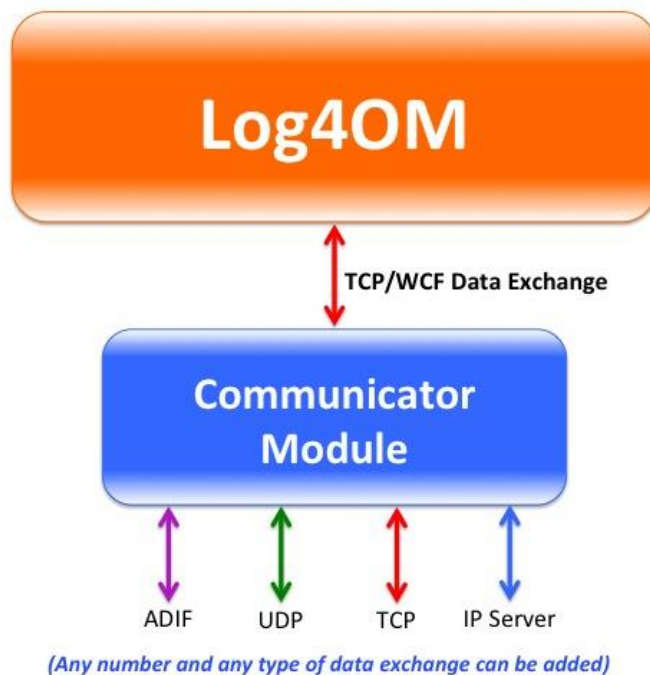 Log4OM
TCP/WCF Data Exchange
Communicator
Module
ADIF UDP TCP IP Server
(Any number and any type of data exchange can be added)